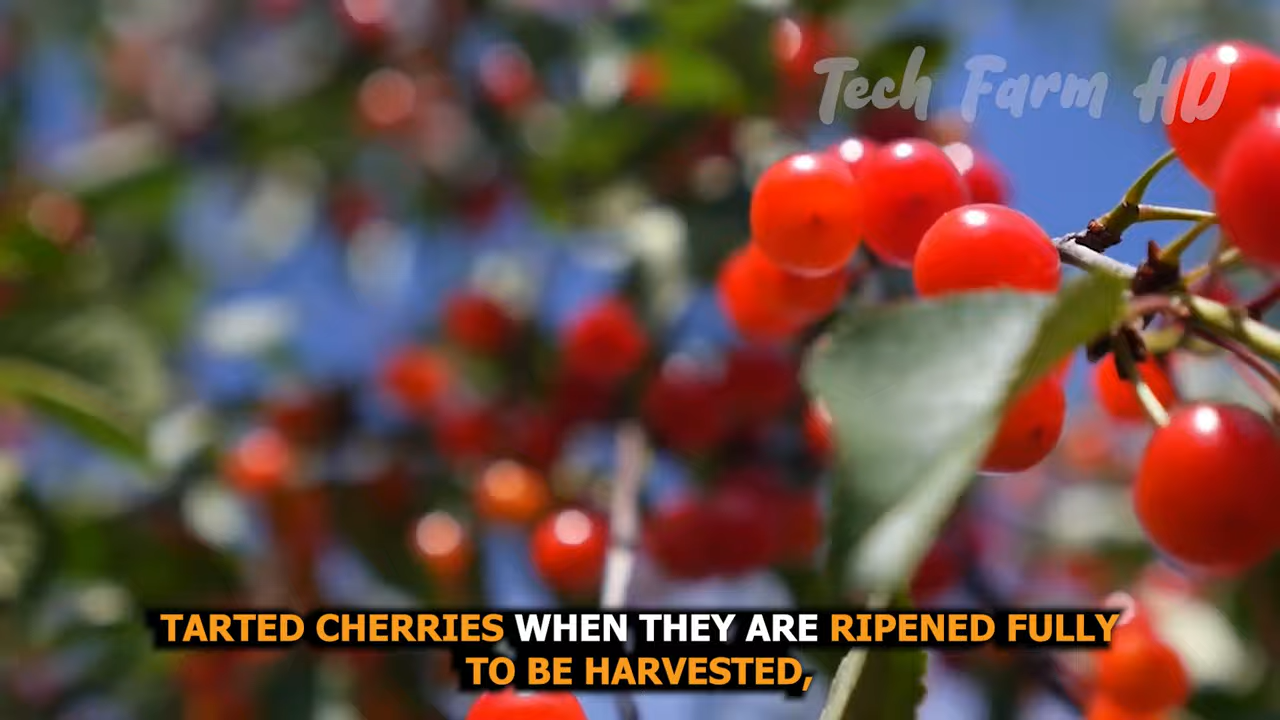 Tech Farm HD
TARTED CHERRIES WHEN THEY ARE RIPENED FULLY
TO BE HARVESTED,